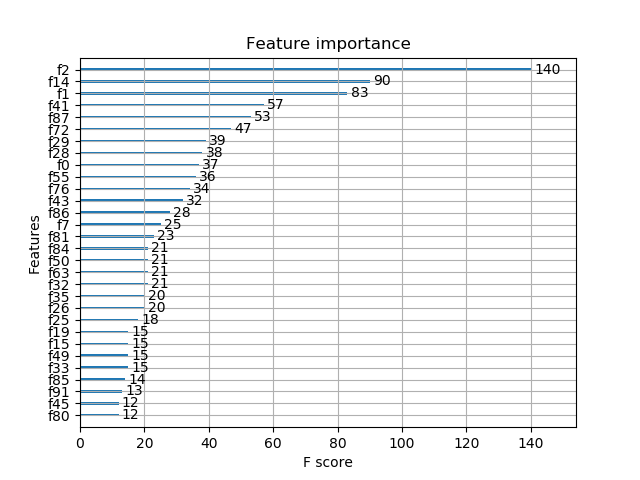 Feature importance
f2 140
f14 90
f1 83
f41 57
f87 53
f72 47
f29 39
f28 38
f0 37
f55 36
f76 34
f43 32
f86 28
f7 25
f81 23
f84 21
f50 21
f63 21
f32 21
f35 20
f26 20
f25 18
f19 15
f15 15
f49 15
f33 15
f85 14
f91 13
f45 12
f80 12
Features
0 20 40 60 80 100 120 140
F score